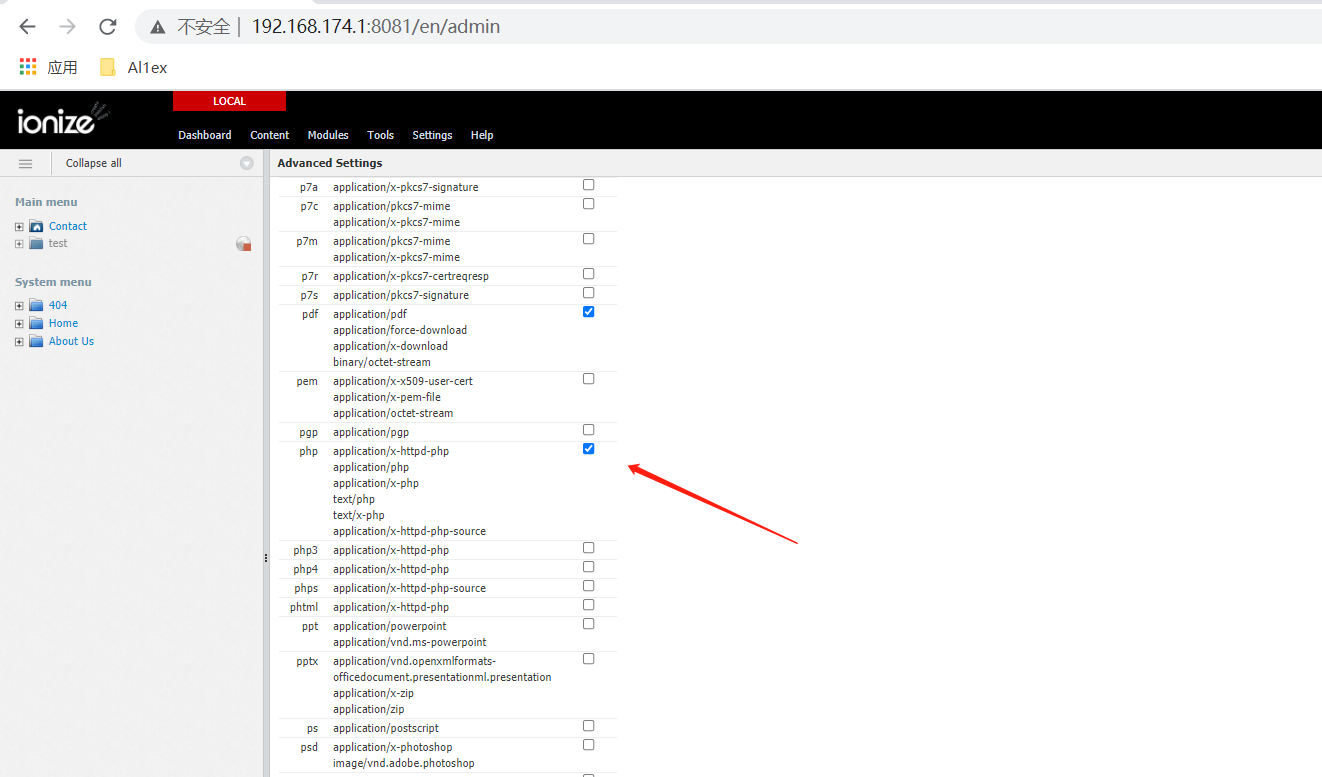 不安全 | 192.168.174.1:8081/en/admin
应用 Al1ex
ionize
LOCAL
Dashboard Content Modules Tools Settings Help
Collapse all
Advanced Settings
Main menu
Contact
test
System menu
404
Home
About Us
p7a application/x-pkcs7-signature
p7c application/pkcs7-mime
application/x-pkcs7-mime
p7m application/pkcs7-mime
application/x-pkcs7-mime
p7r application/x-pkcs7-certreqresp
p7s application/pkcs7-signature
pdf application/pdf
application/force-download
application/x-download
binary/octet-stream
pem application/x-x509-user-cert
application/x-pem-file
application/octet-stream
pgp application/pgp
php application/x-httpd-php
application/php
application/x-php
text/php
text/x-php
application/x-httpd-php-source
php3 application/x-httpd-php
php4 application/x-httpd-php
phps application/x-httpd-php-source
phtml application/x-httpd-php
ppt application/powerpoint
application/vnd.ms-powerpoint
pptx application/vnd.openxmlformats-
officedocument.presentationml.presentation
application/x-zip
application/zip
ps application/postscript
psd application/x-photoshop
image/vnd.adobe.photoshop